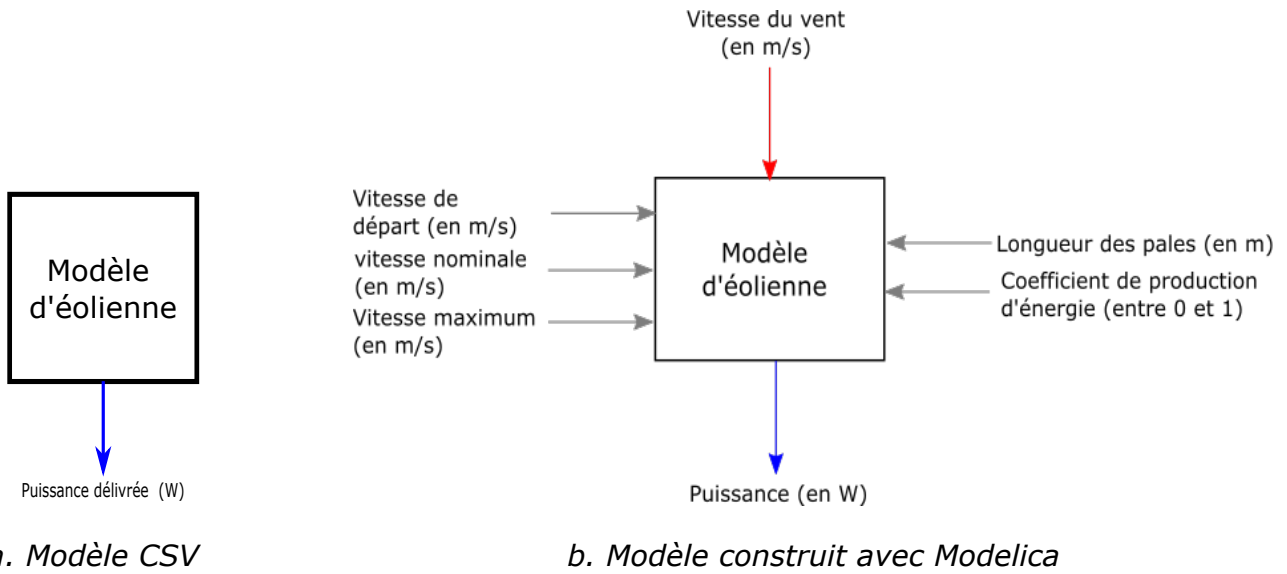 Vitesse du vent
(en m/s)
Vitesse de
départ (en m/s)
vitesse nominale
(en m/s)
Vitesse maximum
(en m/s)
Modèle
d'éolienne
Modèle
d'éolienne
Longueur des pales (en m)
Coefficient de production
d'énergie (entre 0 et 1)
Puissance délivrée (W)
Puissance (en W)
. Modèle CSV
b. Modèle construit avec Modelica